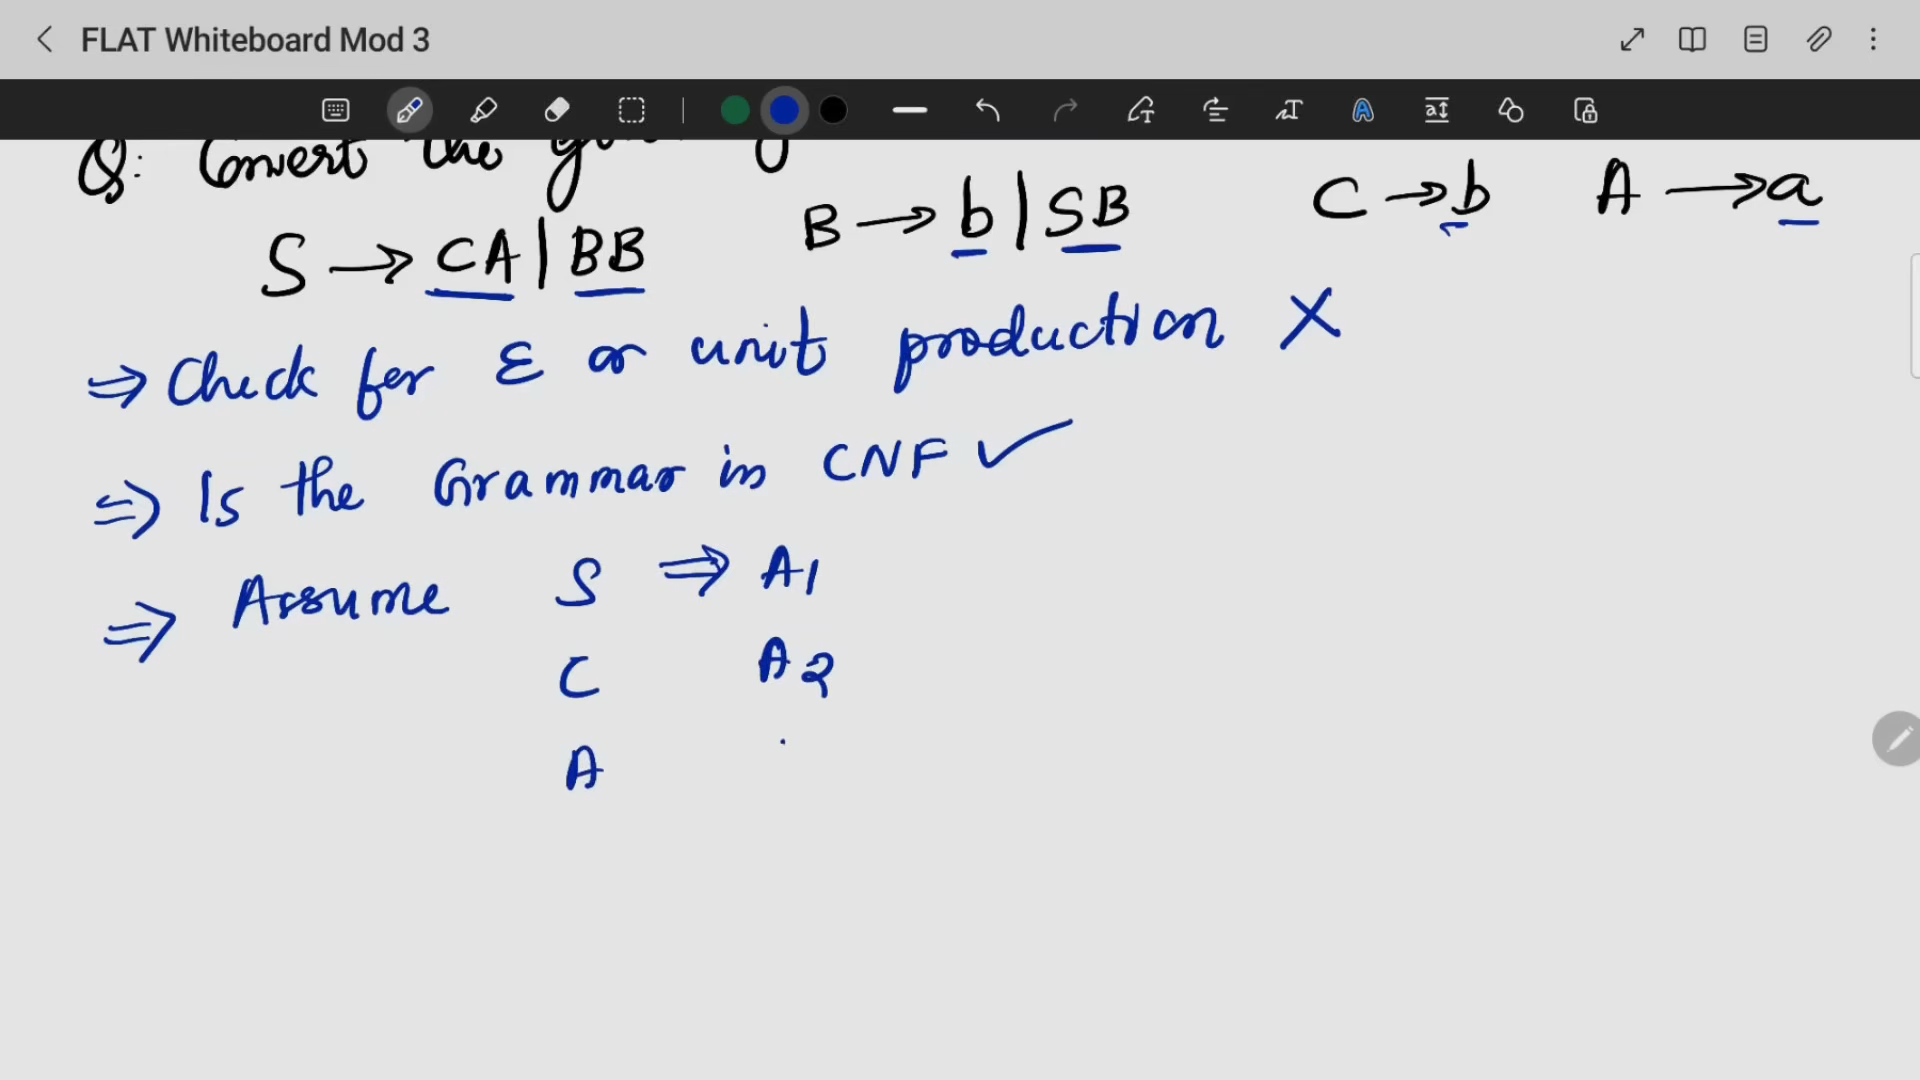 FLAT Whiteboard Mod 3
Q: Convert the
S → CA | BB    B → b | SB    C → b    A → a
⇒ Check for ε or unit production X
⇒ Is the Grammar in CNF ✓
⇒ Assume S ⇒ A1
C A2
A